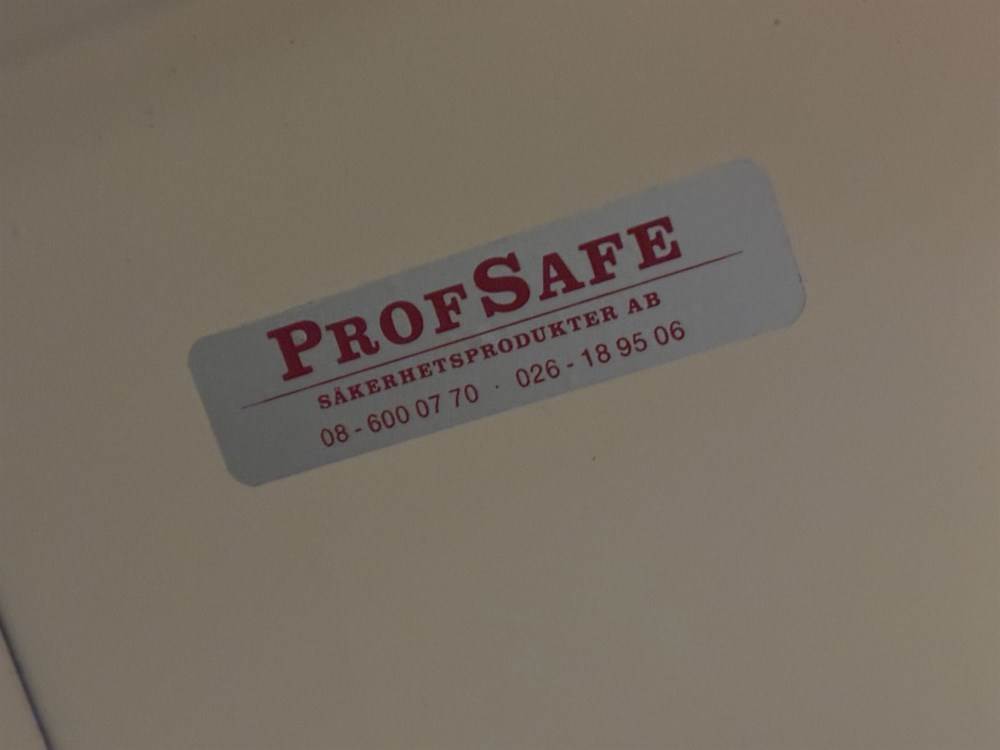 PROFSAFE
SÄKERHETSPRODUKTER AB
08 - 600 07 70 · 026 - 18 95 06